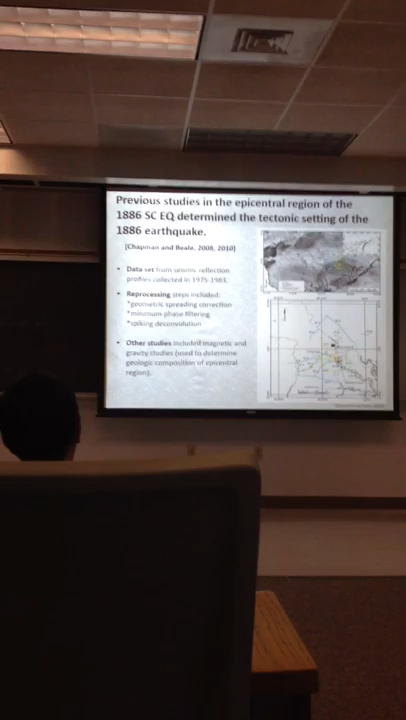 Previous studies in the epicentral region of the
1886 SC EQ determined the tectonic setting of the
1886 earthquake.
(Chapman and Beale, 2008, 2010)
• Data set from seismic reflection
profiles collected in 1975-1981.
• Reprocessing steps included:
*geometric spreading correction
*minimum phase filtering
*spiking deconvolution
• Other studies included magnetic and
gravity studies (used to determine
geologic composition of epicentral
region).